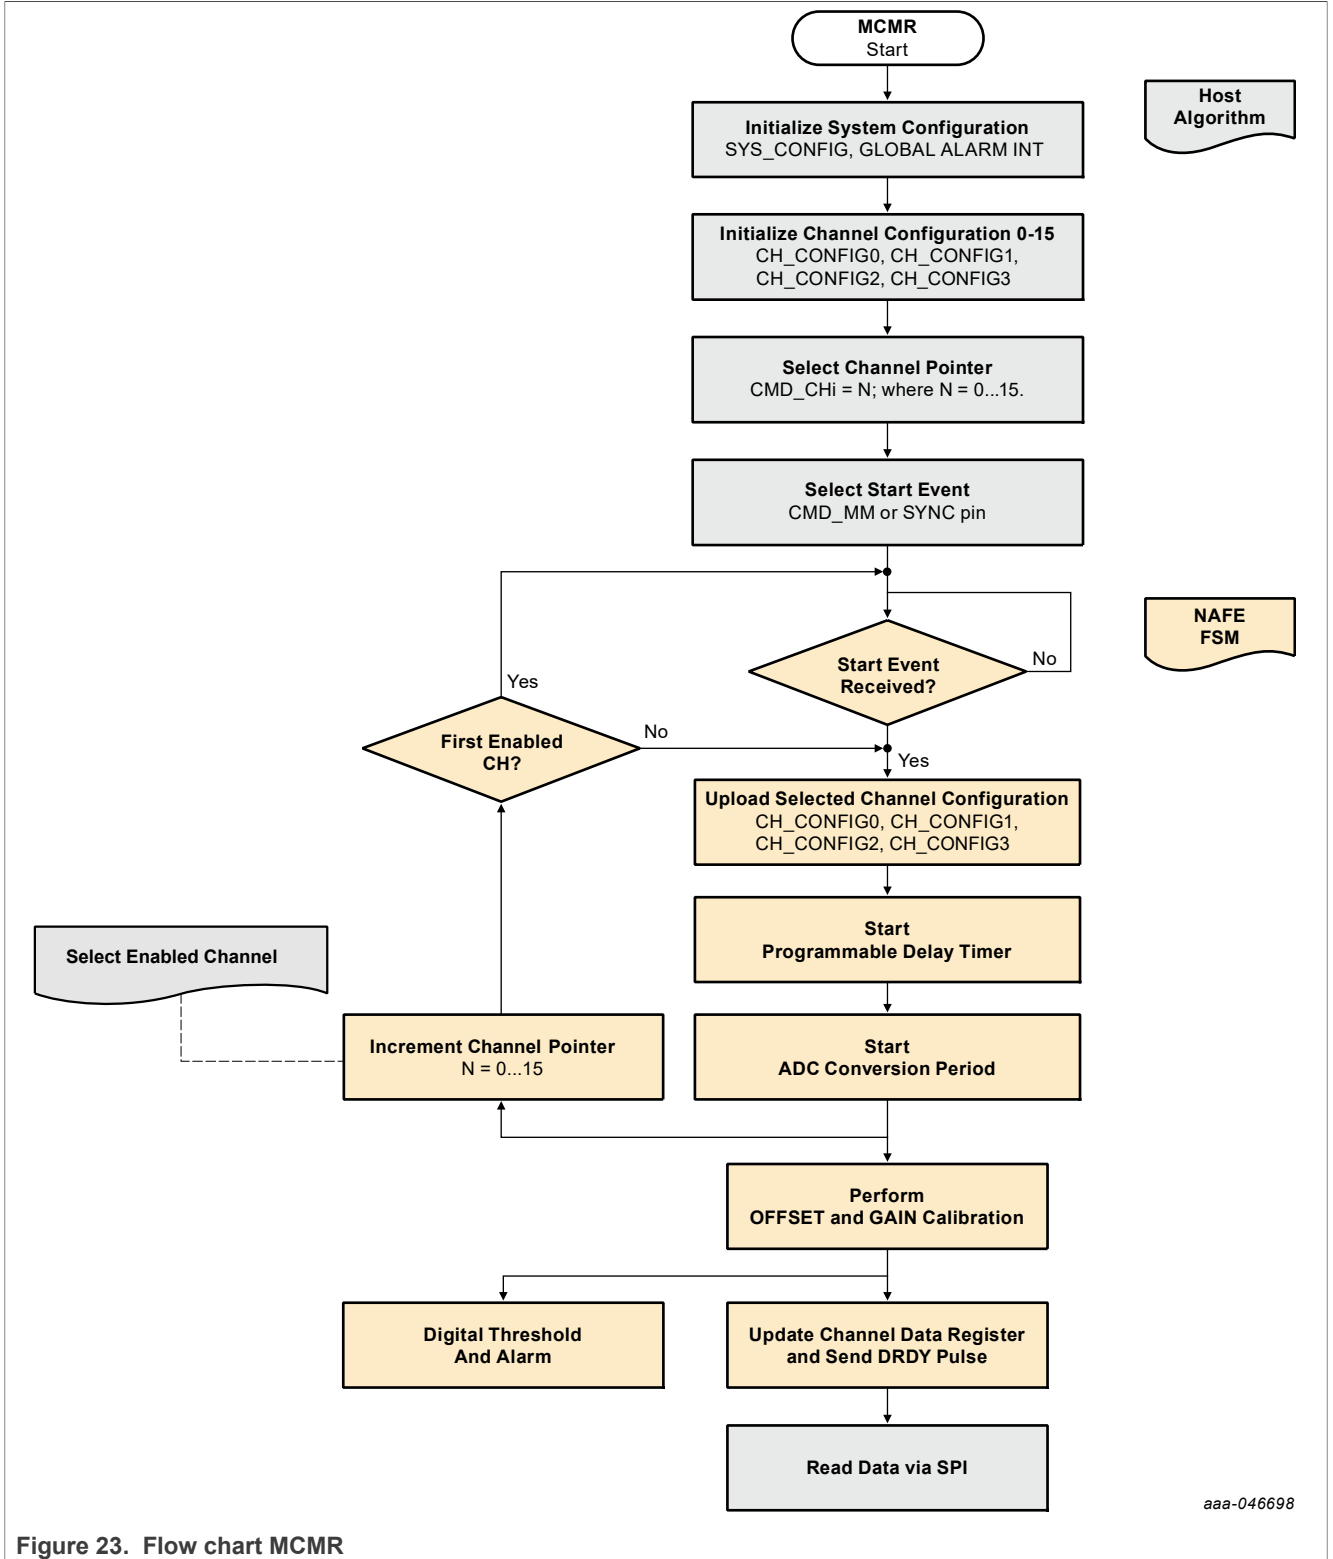 MCMR
Start
Host
Algorithm
Initialize System Configuration
SYS_CONFIG, GLOBAL ALARM INT
Initialize Channel Configuration 0-15
CH_CONFIG0, CH_CONFIG1,
CH_CONFIG2, CH_CONFIG3
Select Channel Pointer
CMD_CHi = N; where N = 0...15.
Select Start Event
CMD_MM or SYNC pin
NAFE
FSM
Start Event
Received?
No
Yes
First Enabled
CH?
Yes
No
Upload Selected Channel Configuration
CH_CONFIG0, CH_CONFIG1,
CH_CONFIG2, CH_CONFIG3
Start
Programmable Delay Timer
Select Enabled Channel
Increment Channel Pointer
N = 0...15
Start
ADC Conversion Period
Perform
OFFSET and GAIN Calibration
Digital Threshold
And Alarm
Update Channel Data Register
and Send DRDY Pulse
Read Data via SPI
aaa-046698
Figure 23. Flow chart MCMR